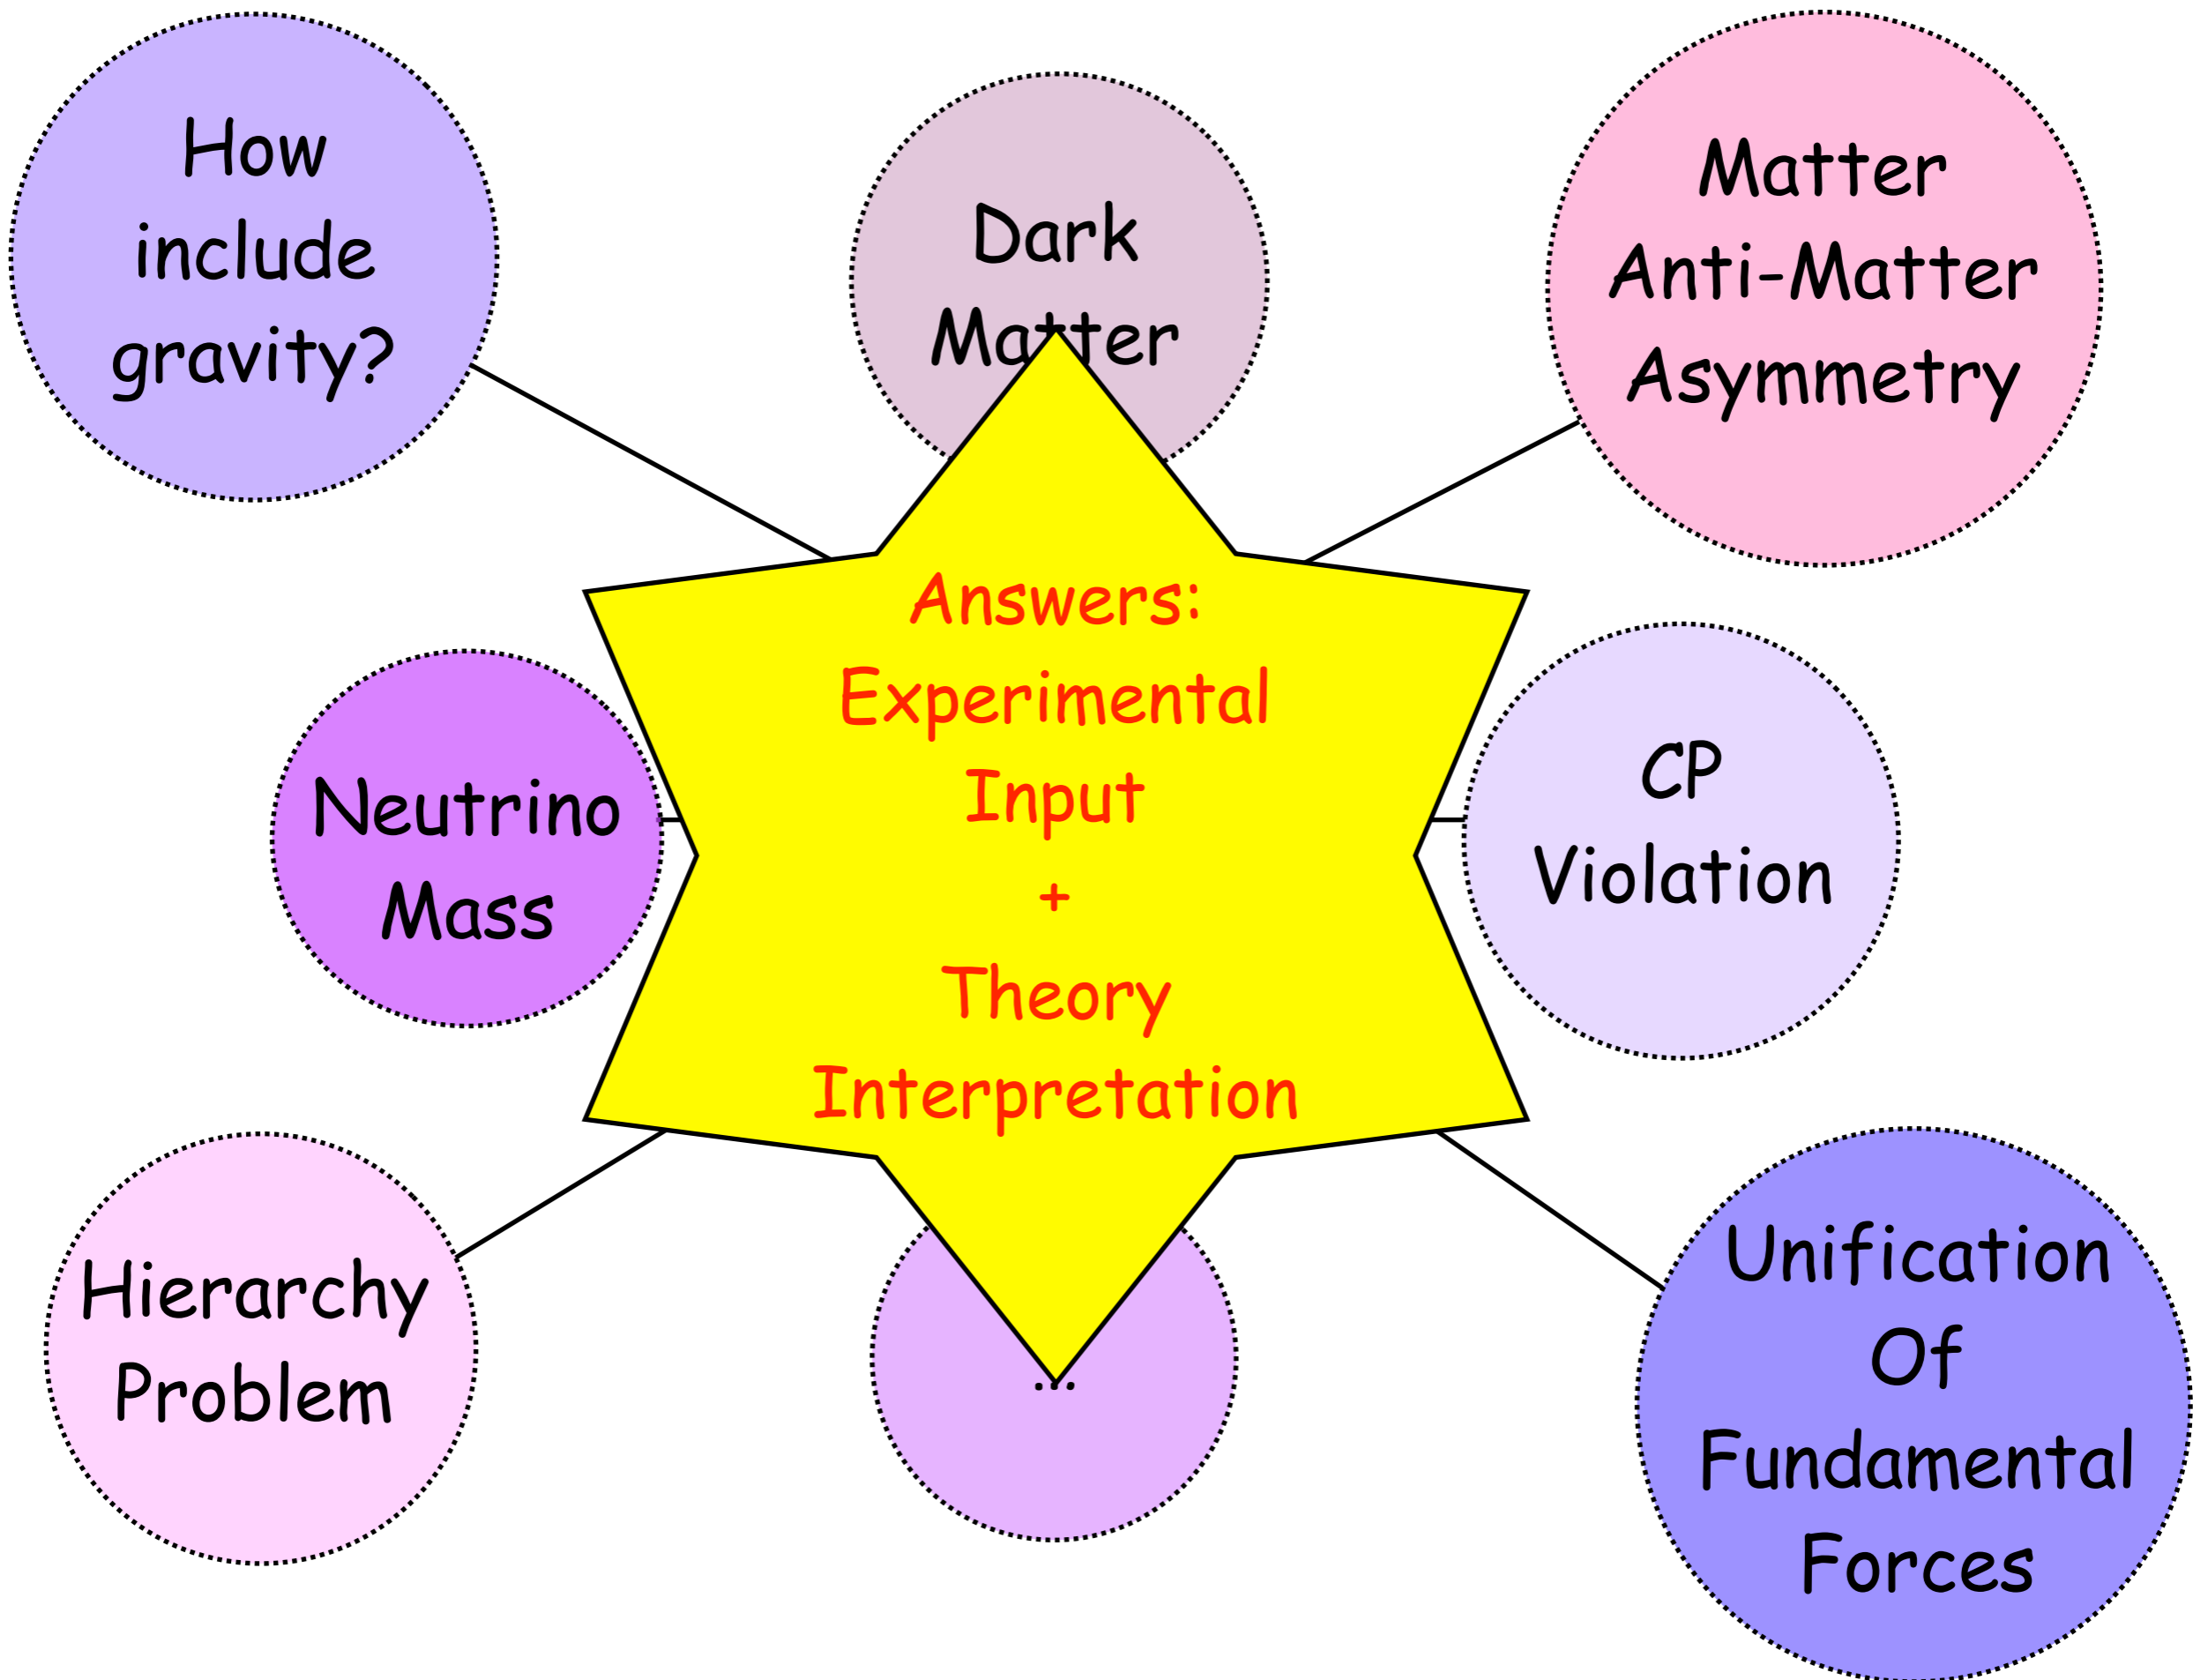 How
include
gravity?
Dark
Matter
Matter
Anti-Matter
Asymmetry
Answers:
Experimental
Input
+
Theory
Interpretation
Neutrino
Mass
CP
Violation
Hierarchy
Problem
...
Unification
Of
Fundamental
Forces